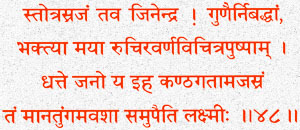 स्तोत्रस्रजं तव जिनेन्द्र ! गुणैर्निबद्धां,
भक्त्या मया रुचिरवर्णविचित्रपुष्पाम् ।
धत्ते जनो य इह कण्ठगतामजस्रं
तं मानतुंगमवशा समुपैति लक्ष्मीः ॥४८॥